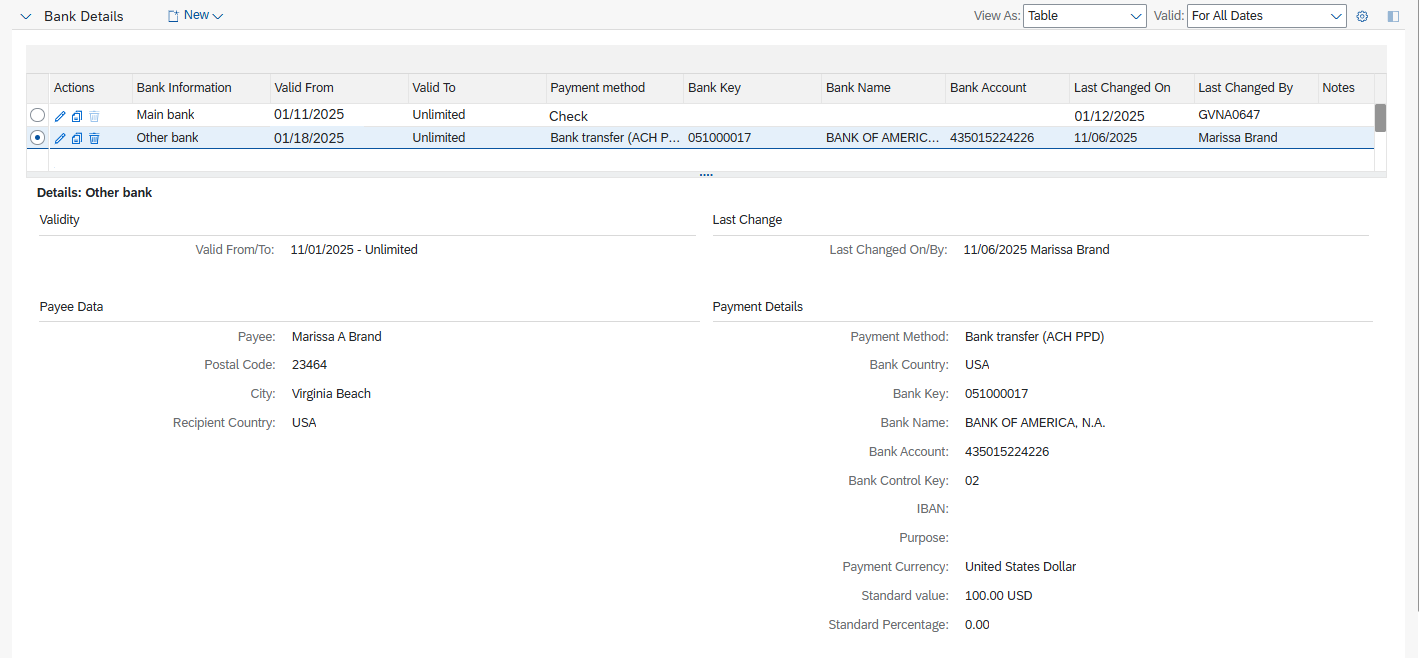 Bank Details New View As: Table Valid: For All Dates
Actions Bank Information Valid From Valid To Payment method Bank Key Bank Name Bank Account Last Changed On Last Changed By Notes
Main bank 01/11/2025 Unlimited Check 01/12/2025 GVNA0647
Other bank 01/18/2025 Unlimited Bank transfer (ACH P... 051000017 BANK OF AMERIC... 435015224226 11/06/2025 Marissa Brand
Details: Other bank
Validity
Valid From/To: 11/01/2025 - Unlimited
Last Change
Last Changed On/By: 11/06/2025 Marissa Brand
Payee Data
Payee: Marissa A Brand
Postal Code: 23464
City: Virginia Beach
Recipient Country: USA
Payment Details
Payment Method: Bank transfer (ACH PPD)
Bank Country: USA
Bank Key: 051000017
Bank Name: BANK OF AMERICA, N.A.
Bank Account: 435015224226
Bank Control Key: 02
IBAN:
Purpose:
Payment Currency: United States Dollar
Standard value: 100.00 USD
Standard Percentage: 0.00